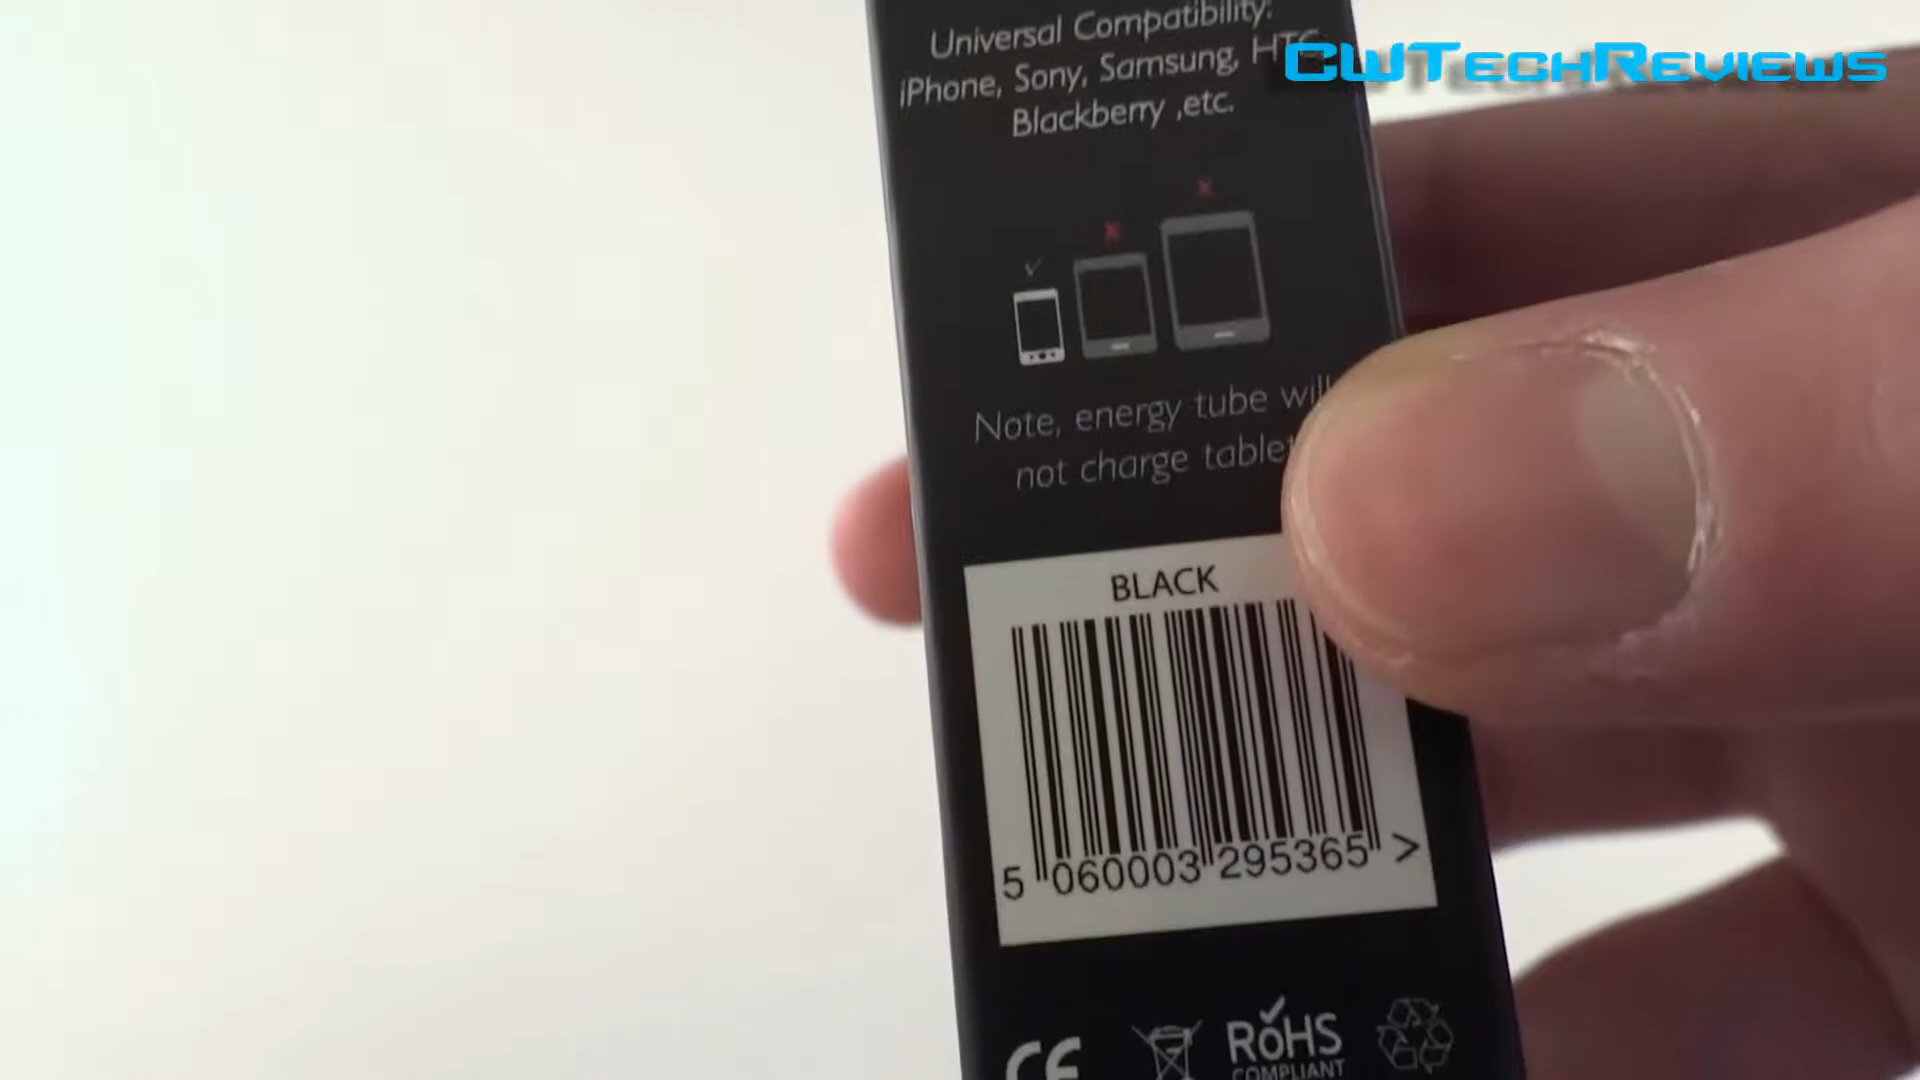 Universal Compatibility:
CWTechReviews
iPhone, Sony, Samsung, HTC,
Blackberry ,etc.
Note, energy tube will
not charge tablet
BLACK
5 060003 295365 >
CE
RoHS
COMPLIANT